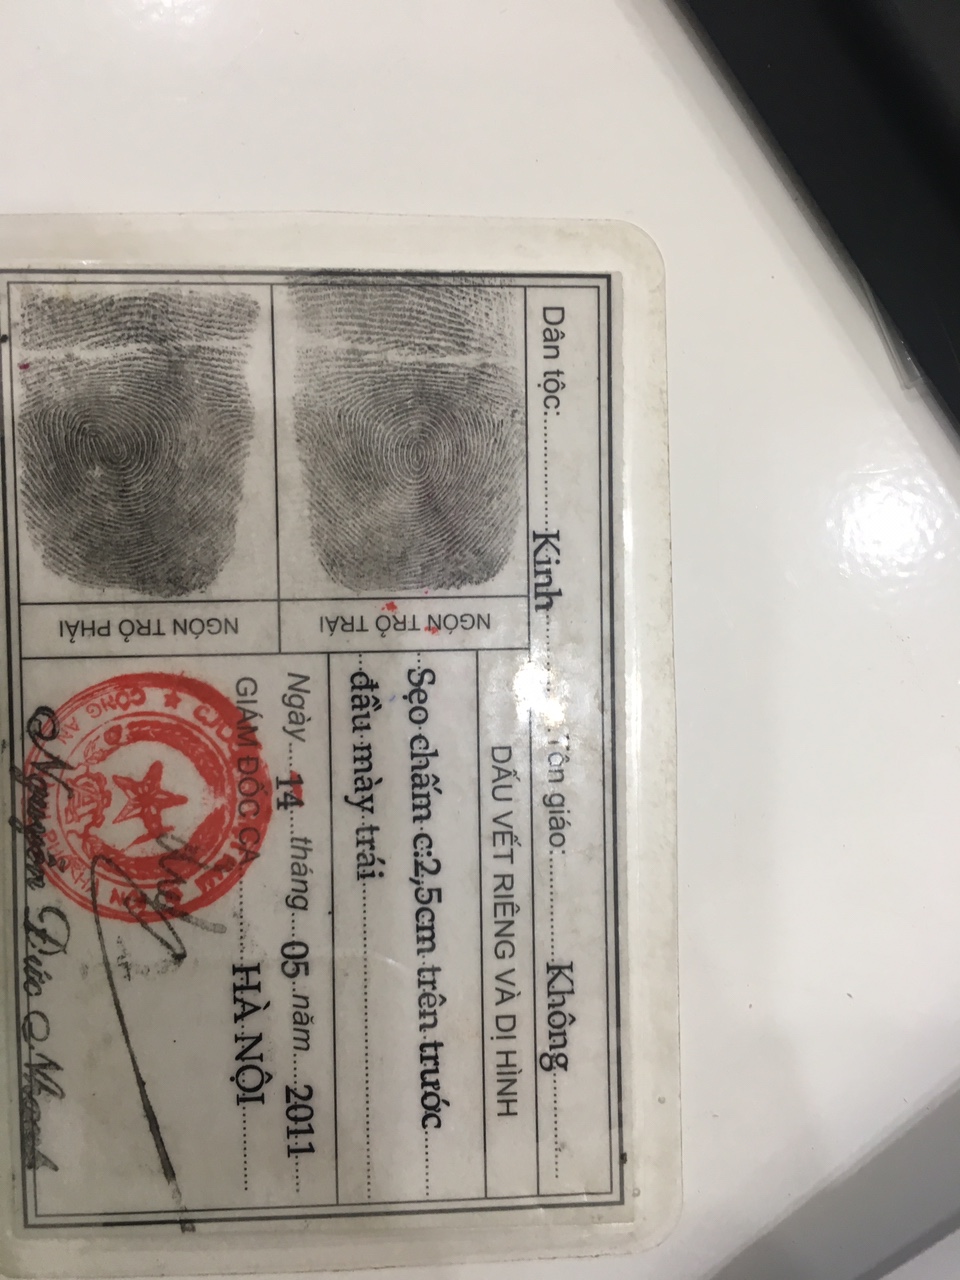 Dân tộc: Kinh Tôn giáo: Không
NGÓN TRỎ TRÁI
NGÓN TRỎ PHẢI
DẤU VẾT RIÊNG VÀ DỊ HÌNH
Sẹo chấm c:2,5cm trên trước
đầu mày trái
Ngày 14 tháng 05 năm 2011
GIÁM ĐỐC CA HÀ NỘI
CÔNG AN
Nguyễn Đức Nhanh